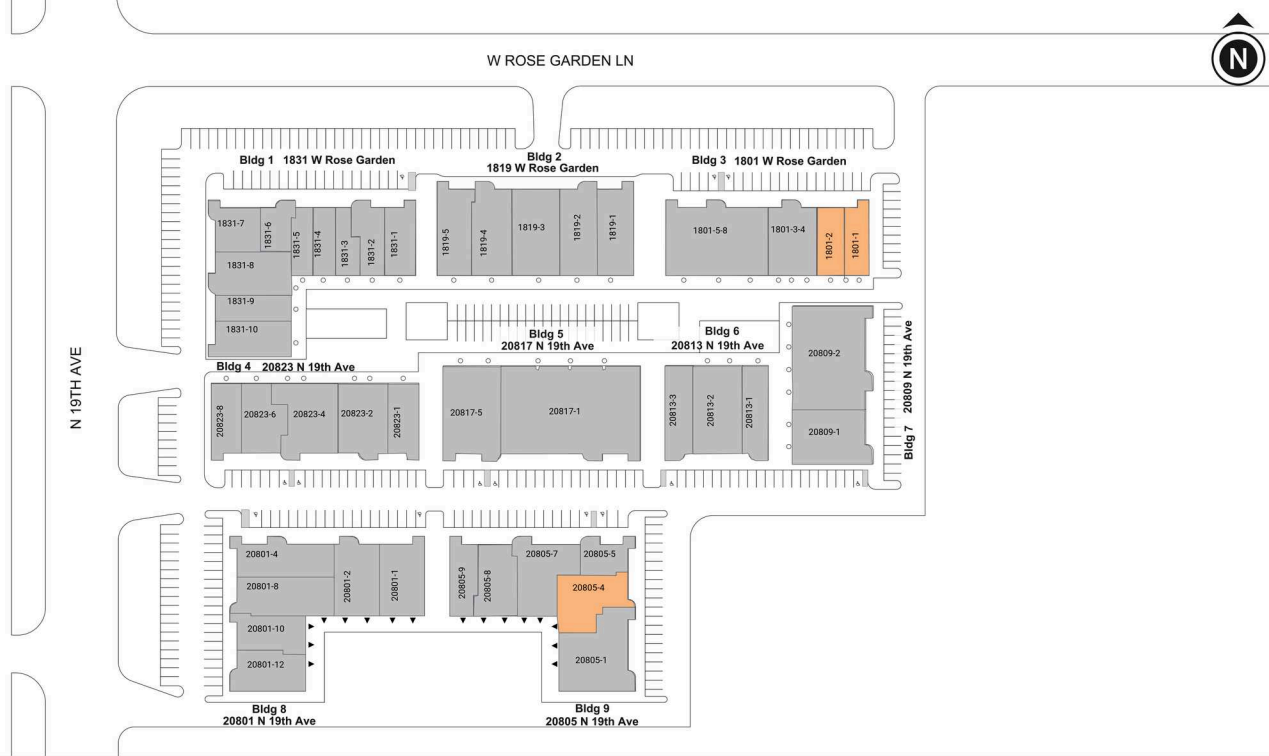 W ROSE GARDEN LN
N
N 19TH AVE
Bldg 1 1831 W Rose Garden
Bldg 2
1819 W Rose Garden
Bldg 3 1801 W Rose Garden
1831-7
1831-6
1831-5
1831-4
1831-3
1831-2
1831-1
1831-8
1831-9
1831-10
1819-5
1819-4
1819-3
1819-2
1819-1
1801-5-8
1801-3-4
1801-2
1801-1
Bldg 4 20823 N 19th Ave
Bldg 5
20817 N 19th Ave
Bldg 6
20813 N 19th Ave
Bldg 7 20809 N 19th Ave
20823-8
20823-6
20823-4
20823-2
20823-1
20817-5
20817-1
20813-3
20813-2
20813-1
20809-2
20809-1
20801-4
20801-8
20801-2
20801-1
20801-10
20801-12
20805-9
20805-8
20805-7
20805-5
20805-4
20805-1
Bldg 8
20801 N 19th Ave
Bldg 9
20805 N 19th Ave